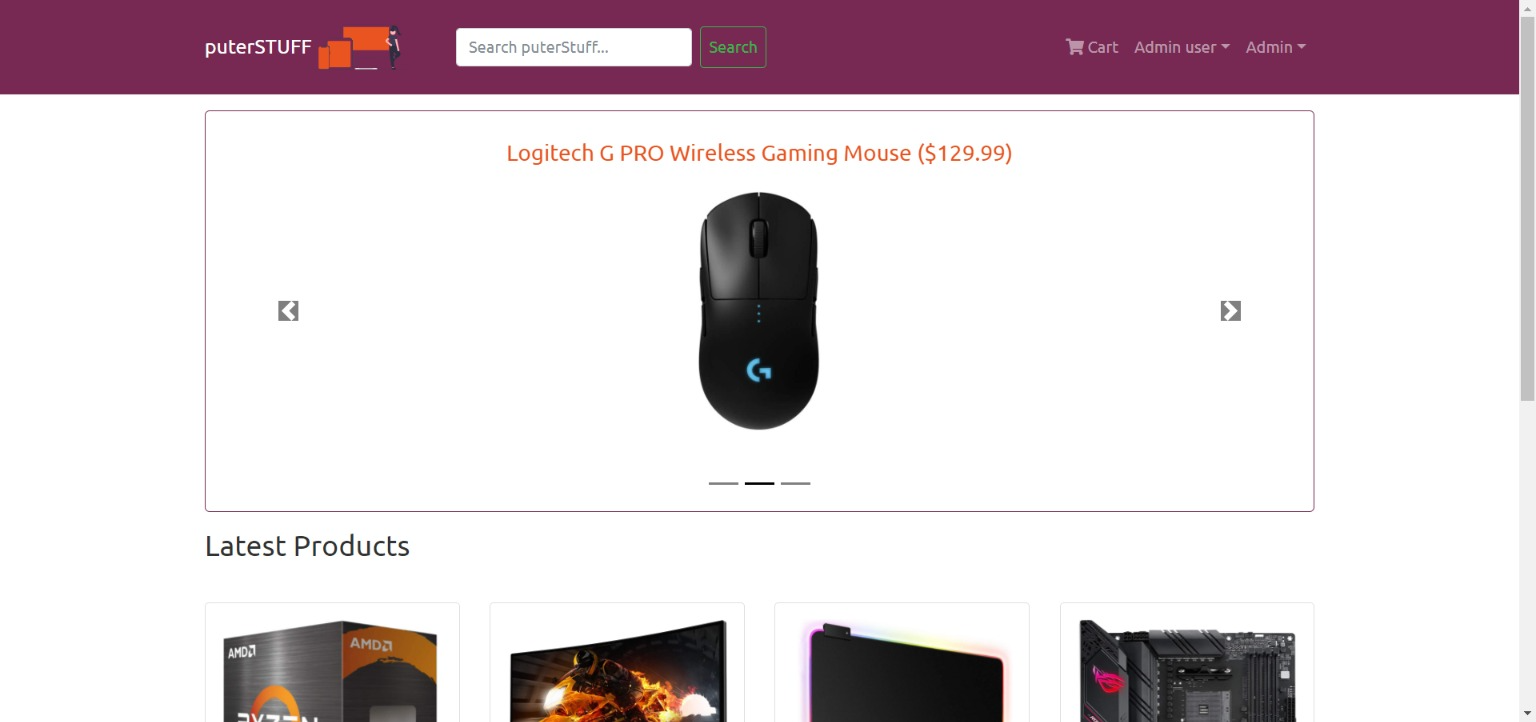 puterSTUFF
Search puterStuff...
Search
Cart
Admin user
Admin
Logitech G PRO Wireless Gaming Mouse ($129.99)
G
Latest Products
AMD
AMD
RYZEN